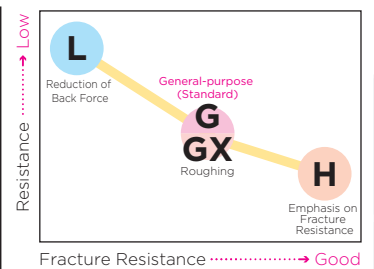 Low
Resistance
L
Reduction of
Back Force
General-purpose
(Standard)
G
GX
Roughing
H
Emphasis on
Fracture
Resistance
Fracture Resistance
Good